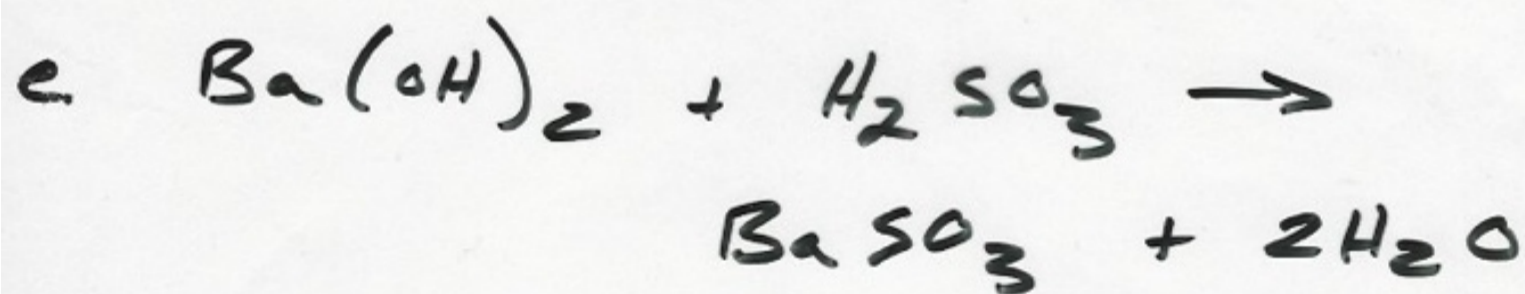 e Ba(OH)₂ + H₂SO₃ →
BaSO₃ + 2H₂O